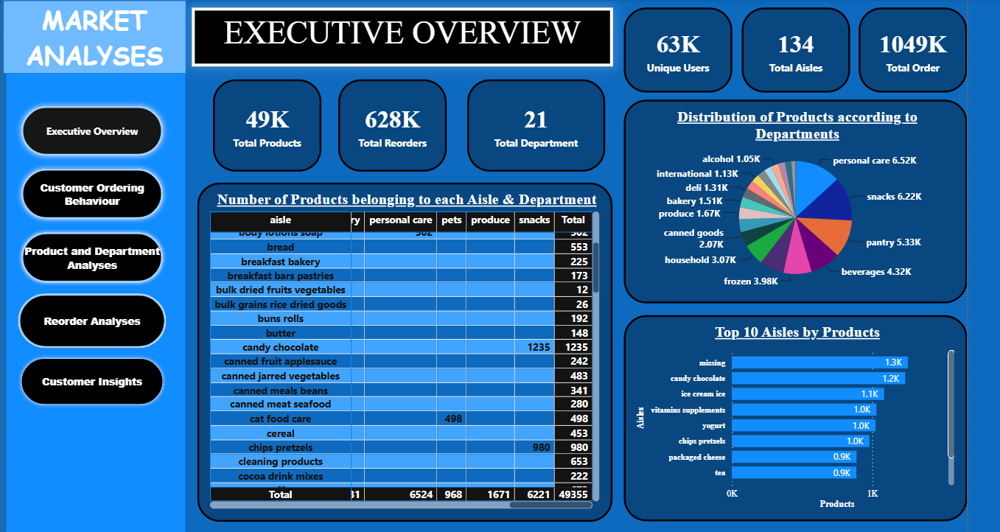 MARKET
ANALYSES
EXECUTIVE OVERVIEW
63K
Unique Users
134
Total Aisles
1049K
Total Order
49K
Total Products
628K
Total Reorders
21
Total Department
Executive Overview
Customer Ordering
Behaviour
Product and Department
Analyses
Reorder Analyses
Customer Insights
Number of Products belonging to each Aisle & Department
aisle ry personal care pets produce snacks Total
body lotions soap 502 502
bread 553
breakfast bakery 225
breakfast bars pastries 173
bulk dried fruits vegetables 12
bulk grains rice dried goods 26
buns rolls 192
butter 148
candy chocolate 1235 1235
canned fruit applesauce 242
canned jarred vegetables 483
canned meals beans 341
canned meat seafood 280
cat food care 498 498
cereal 453
chips pretzels 980 980
cleaning products 653
cocoa drink mixes 222
Total 31 6524 968 1671 6221 49355
Distribution of Products according to
Departments
alcohol 1.05K
personal care 6.52K
international 1.13K
deli 1.31K
snacks 6.22K
bakery 1.51K
produce 1.67K
canned goods
2.07K
pantry 5.33K
household 3.07K
beverages 4.32K
frozen 3.98K
Top 10 Aisles by Products
Aisles
missing 1.3K
candy chocolate 1.2K
ice cream ice 1.1K
vitamins supplements 1.0K
yogurt 1.0K
chips pretzels 1.0K
packaged cheese 0.9K
tea 0.9K
0K 1K
Products